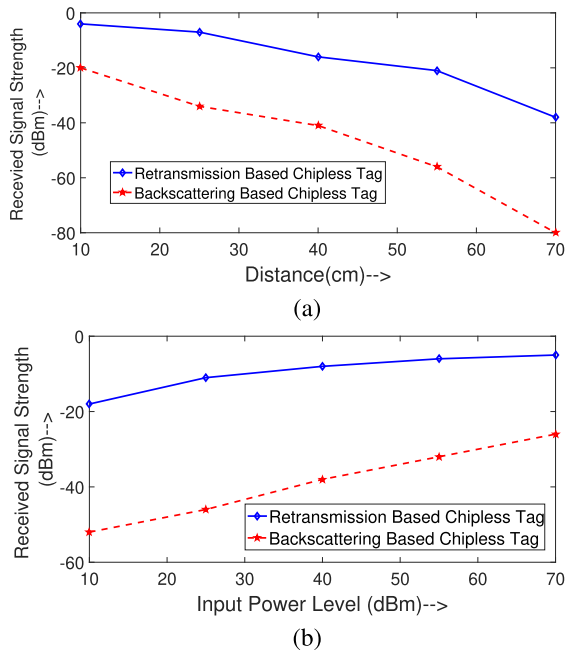 0
-20
-40
-60
-80
Recevied Signal Strength
(dBm)-->
Retransmission Based Chipless Tag
Backscattering Based Chipless Tag
10 20 30 40 50 60 70
Distance(cm)-->
(a)
0
-20
-40
-60
Received Signal Strength
(dBm)-->
Retransmission Based Chipless Tag
Backscattering Based Chipless Tag
10 20 30 40 50 60 70
Input Power Level (dBm)-->
(b)